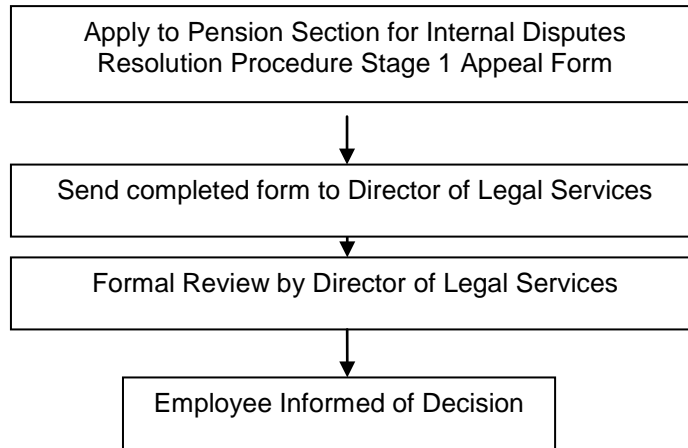 Apply to Pension Section for Internal Disputes
Resolution Procedure Stage 1 Appeal Form
Send completed form to Director of Legal Services
Formal Review by Director of Legal Services
Employee Informed of Decision